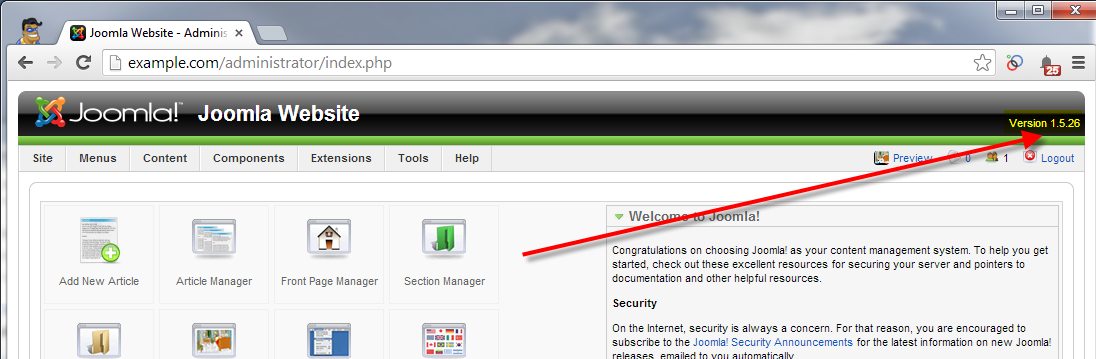 Joomla Website - Adminis
example.com/administrator/index.php
25
Joomla!™ Joomla Website
Version 1.5.26
Site Menus Content Components Extensions Tools Help
Preview 0 1 Logout
Add New Article Article Manager Front Page Manager Section Manager
Welcome to Joomla!
Congratulations on choosing Joomla! as your content management system. To help you get
started, check out these excellent resources for securing your server and pointers to
documentation and other helpful resources.
Security
On the Internet, security is always a concern. For that reason, you are encouraged to
subscribe to the Joomla! Security Announcements for the latest information on new Joomla!
releases, emailed to you automatically.